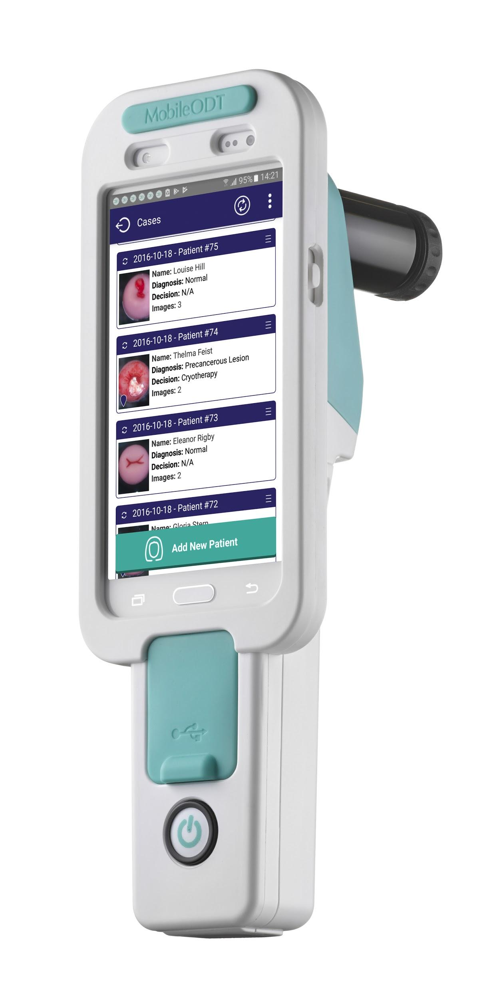 MobileODT
95% 14:21
Cases
2016-10-18 - Patient #75
Name: Louise Hill
Diagnosis: Normal
Decision: N/A
Images: 3
2016-10-18 - Patient #74
Name: Thelma Feist
Diagnosis: Precancerous Lesion
Decision: Cryotherapy
Images: 2
2016-10-18 - Patient #73
Name: Eleanor Rigby
Diagnosis: Normal
Decision: N/A
Images: 2
2016-10-18 - Patient #72
Name: Gloria Stern
Add New Patient